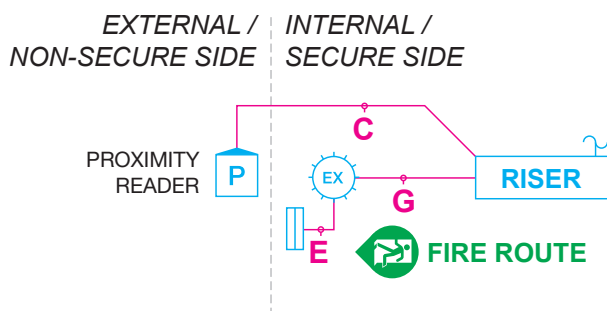 EXTERNAL /
NON-SECURE SIDE
INTERNAL /
SECURE SIDE
C
PROXIMITY
READER
P
EX
G
RISER
E
FIRE ROUTE